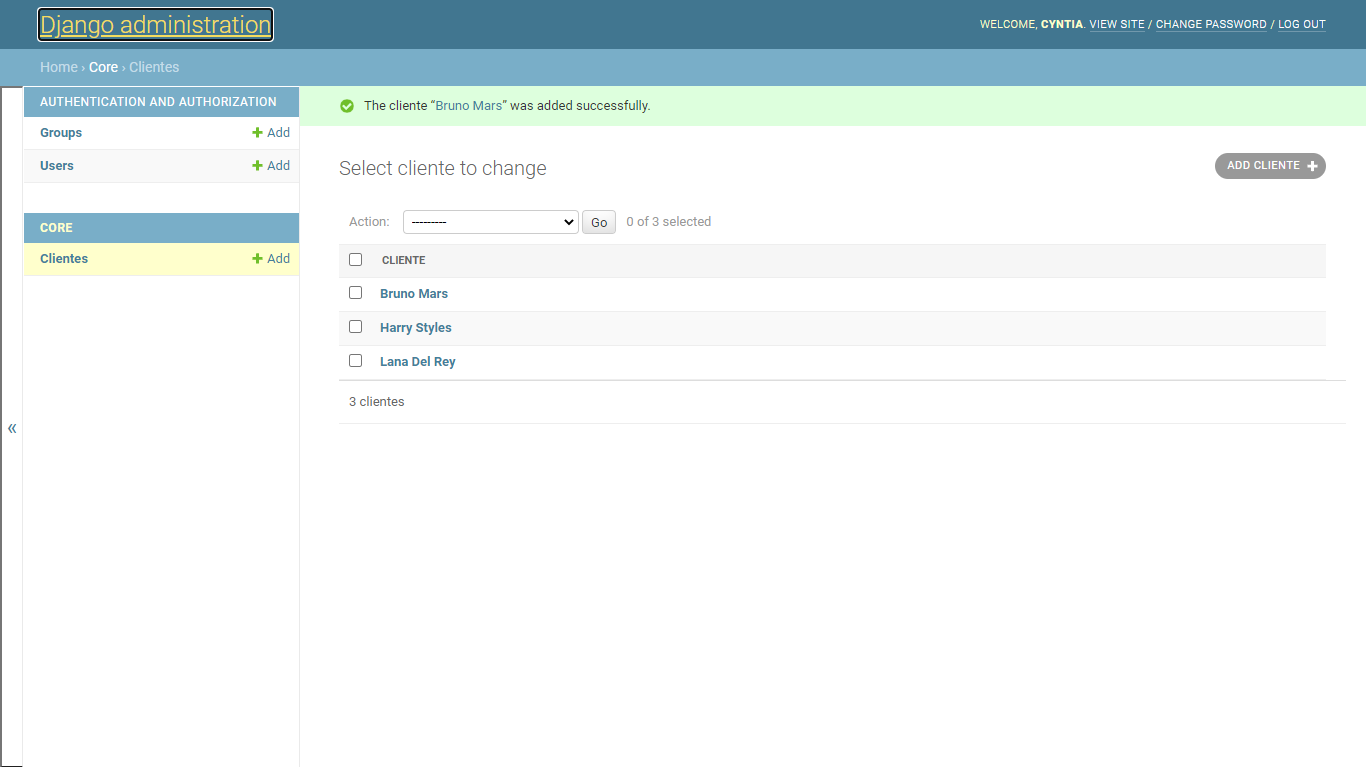 Django administration
WELCOME, CYNTIA. VIEW SITE / CHANGE PASSWORD / LOG OUT
Home › Core › Clientes
«
AUTHENTICATION AND AUTHORIZATION
Groups + Add
Users + Add
CORE
Clientes + Add
The cliente “Bruno Mars” was added successfully.
Select cliente to change
ADD CLIENTE +
Action: --------- Go 0 of 3 selected
CLIENTE
Bruno Mars
Harry Styles
Lana Del Rey
3 clientes